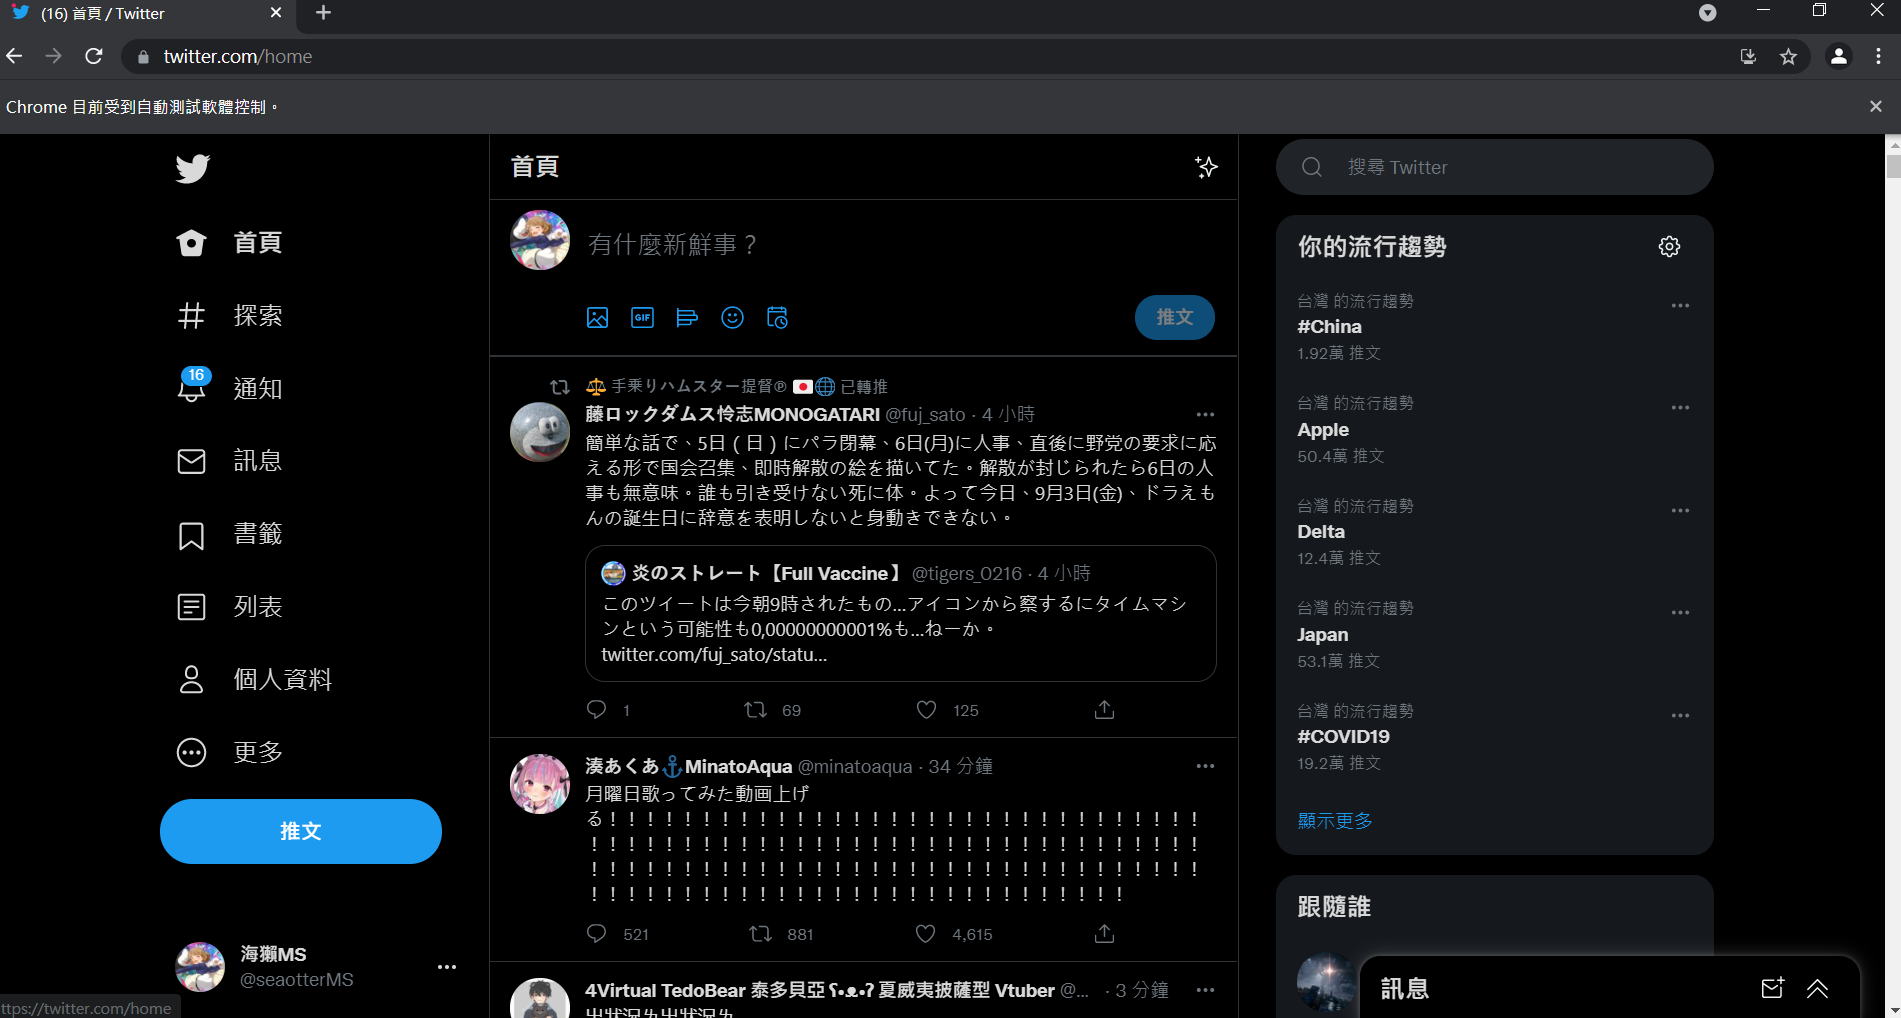 (16) 首頁 / Twitter
twitter.com/home
Chrome 目前受到自動測試軟體控制。
首頁
探索
16
通知
訊息
書籤
列表
個人資料
更多
推文
海獺MS
@seaotterMS
ttps://twitter.com/home
首頁
有什麼新鮮事？
GIF
推文
手乗りハムスター提督℗ 🇯🇵🌐 已轉推
藤ロックダムス怜志MONOGATARI @fuj_sato · 4 小時
簡単な話で、5日（日）にパラ閉幕、6日(月)に人事、直後に野党の要求に応
える形で国会召集、即時解散の絵を描いてた。解散が封じられたら6日の人
事も無意味。誰も引き受けない死に体。よって今日、9月3日(金)、ドラえも
んの誕生日に辞意を表明しないと身動きできない。
炎のストレート【Full Vaccine】 @tigers_0216 · 4 小時
このツイートは今朝9時されたもの...アイコンから察するにタイムマシ
ンという可能性も0,00000000001%も...ねーか。
twitter.com/fuj_sato/statu...
1 69 125
湊あくあ⚓MinatoAqua @minatoaqua · 34 分鐘
月曜日歌ってみた動画上げ
る！！！！！！！！！！！！！！！！！！！！！！！！！！！！！！！！
！！！！！！！！！！！！！！！！！！！！！！！！！！！！！！！！！
！！！！！！！！！！！！！！！！！！！！！！！！！！！！！！！！！
！！！！！！！！！！！！！！！！！！！！！！！！！！！！！
521 881 4,615
4Virtual TedoBear 泰多貝亞 ʕ•ᴥ•ʔ 夏威夷披薩型 Vtuber @... · 3 分鐘
搜尋 Twitter
你的流行趨勢
台灣 的流行趨勢
#China
1.92萬 推文
台灣 的流行趨勢
Apple
50.4萬 推文
台灣 的流行趨勢
Delta
12.4萬 推文
台灣 的流行趨勢
Japan
53.1萬 推文
台灣 的流行趨勢
#COVID19
19.2萬 推文
顯示更多
跟隨誰
訊息